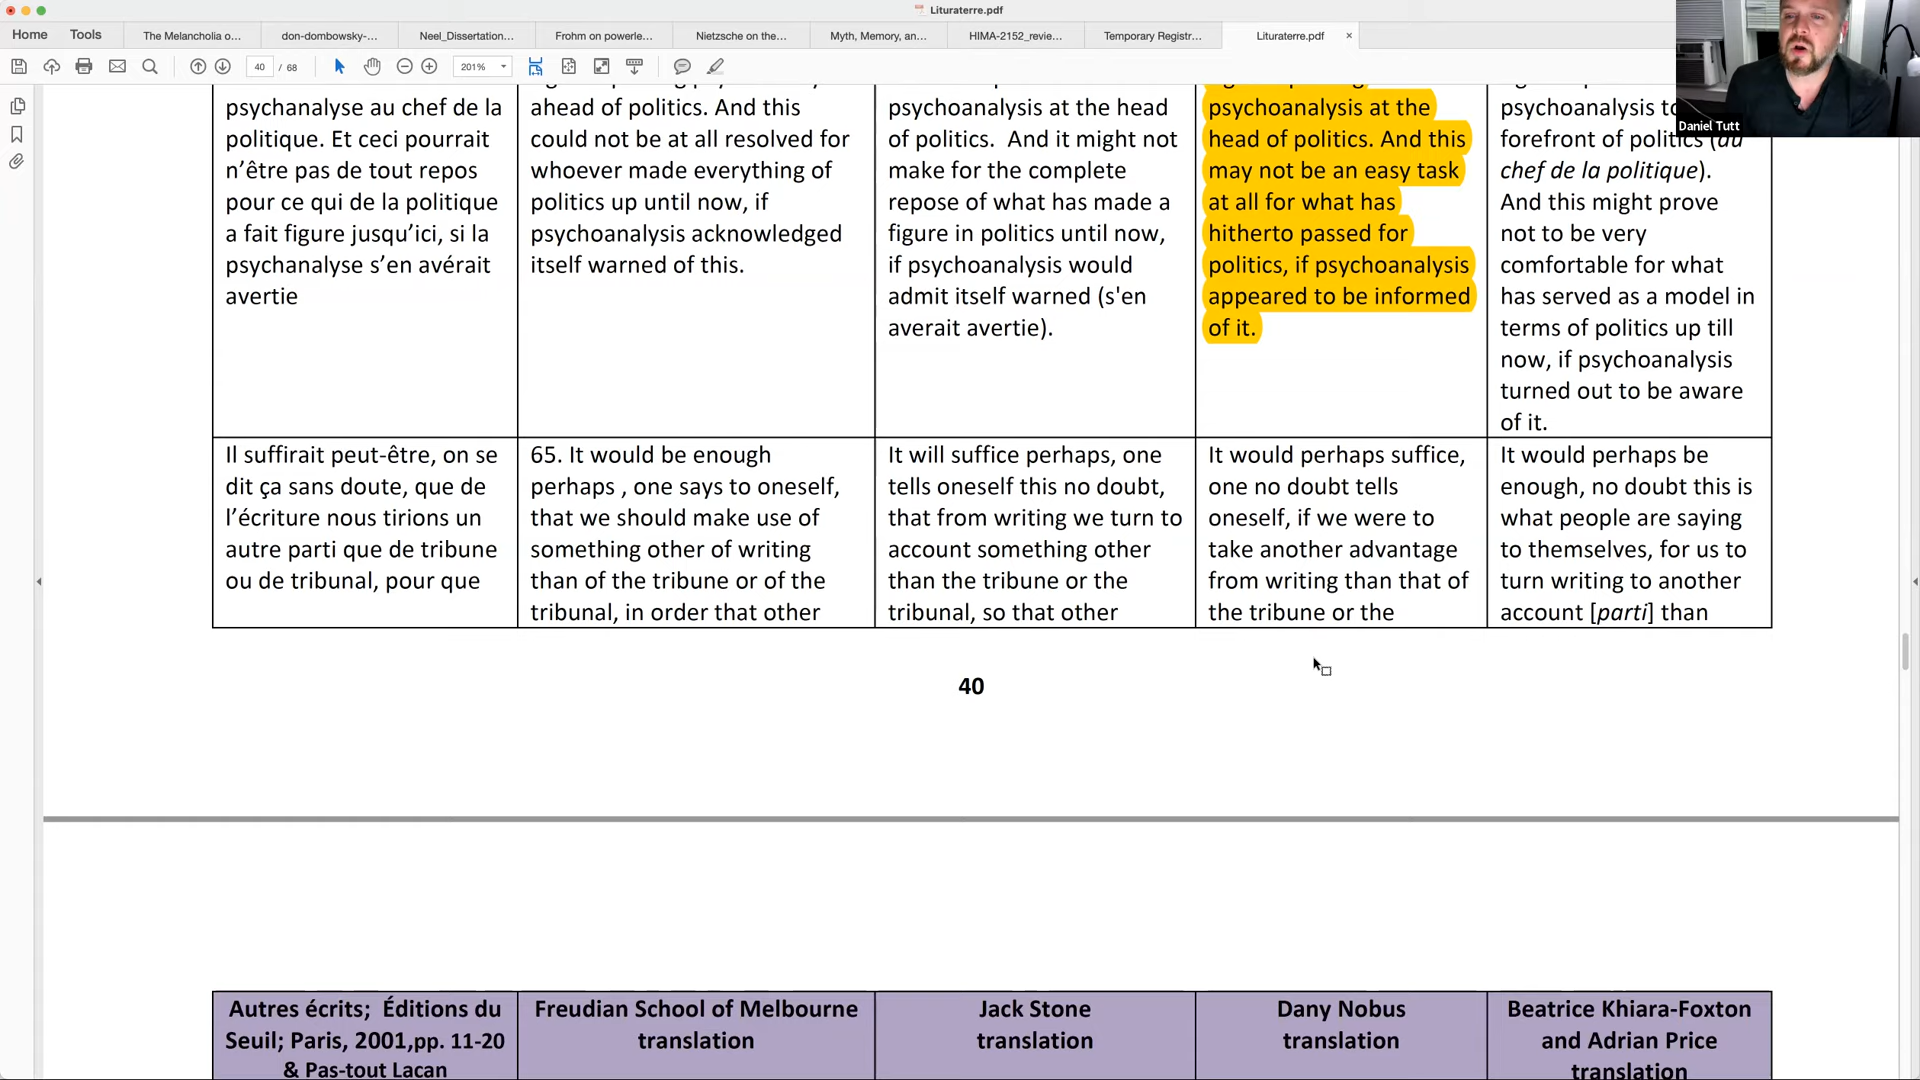 Lituraterre.pdf
Home
Tools
The Melancholia o...
don-dombowsky-...
Neel_Dissertation...
Frohm on powerle...
Nietzsche on the...
Myth, Memory, an...
HIMA-2152_revie...
Temporary Registr...
Lituraterre.pdf
40 / 68
201%
Daniel Tutt
psychanalyse au chef de la
politique. Et ceci pourrait
n’être pas de tout repos
pour ce qui de la politique
a fait figure jusqu’ici, si la
psychanalyse s’en avérait
avertie
ahead of politics. And this
could not be at all resolved for
whoever made everything of
politics up until now, if
psychoanalysis acknowledged
itself warned of this.
psychoanalysis at the head
of politics.  And it might not
make for the complete
repose of what has made a
figure in politics until now,
if psychoanalysis would
admit itself warned (s'en
averait avertie).
psychoanalysis at the
head of politics. And this
may not be an easy task
at all for what has
hitherto passed for
politics, if psychoanalysis
appeared to be informed
of it.
psychoanalysis
forefront of politics
chef de la politique).
And this might prove
not to be very
comfortable for what
has served as a model in
terms of politics up till
now, if psychoanalysis
turned out to be aware
of it.
Il suffirait peut-être, on se
dit ça sans doute, que de
l’écriture nous tirions un
autre parti que de tribune
ou de tribunal, pour que
65. It would be enough
perhaps , one says to oneself,
that we should make use of
something other of writing
than of the tribune or of the
tribunal, in order that other
It will suffice perhaps, one
tells oneself this no doubt,
that from writing we turn to
account something other
than the tribune or the
tribunal, so that other
It would perhaps suffice,
one no doubt tells
oneself, if we were to
take another advantage
from writing than that of
the tribune or the
It would perhaps be
enough, no doubt this is
what people are saying
to themselves, for us to
turn writing to another
account [parti] than
40
Autres écrits;  Éditions du
Seuil; Paris, 2001,pp. 11-20
& Pas-tout Lacan
Freudian School of Melbourne
translation
Jack Stone
translation
Dany Nobus
translation
Beatrice Khiara-Foxton
and Adrian Price
translation